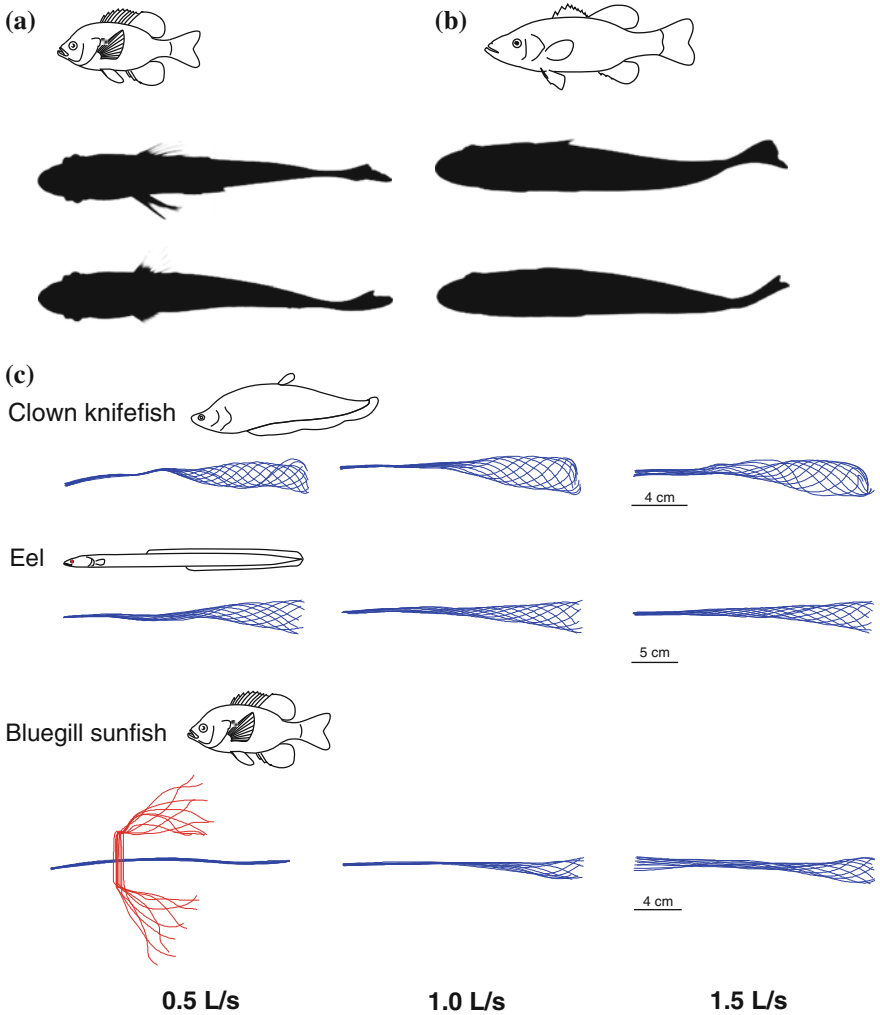 (a)
(b)
(c)
Clown knifefish
4 cm
Eel
5 cm
Bluegill sunfish
4 cm
0.5 L/s 1.0 L/s 1.5 L/s